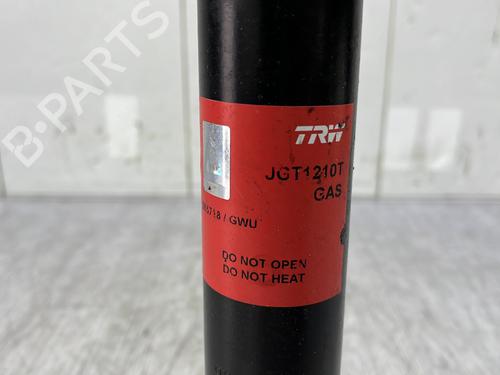 B-PARTS
TRW
JGT1210T
GAS
/ GWU
DO NOT OPEN
DO NOT HEAT